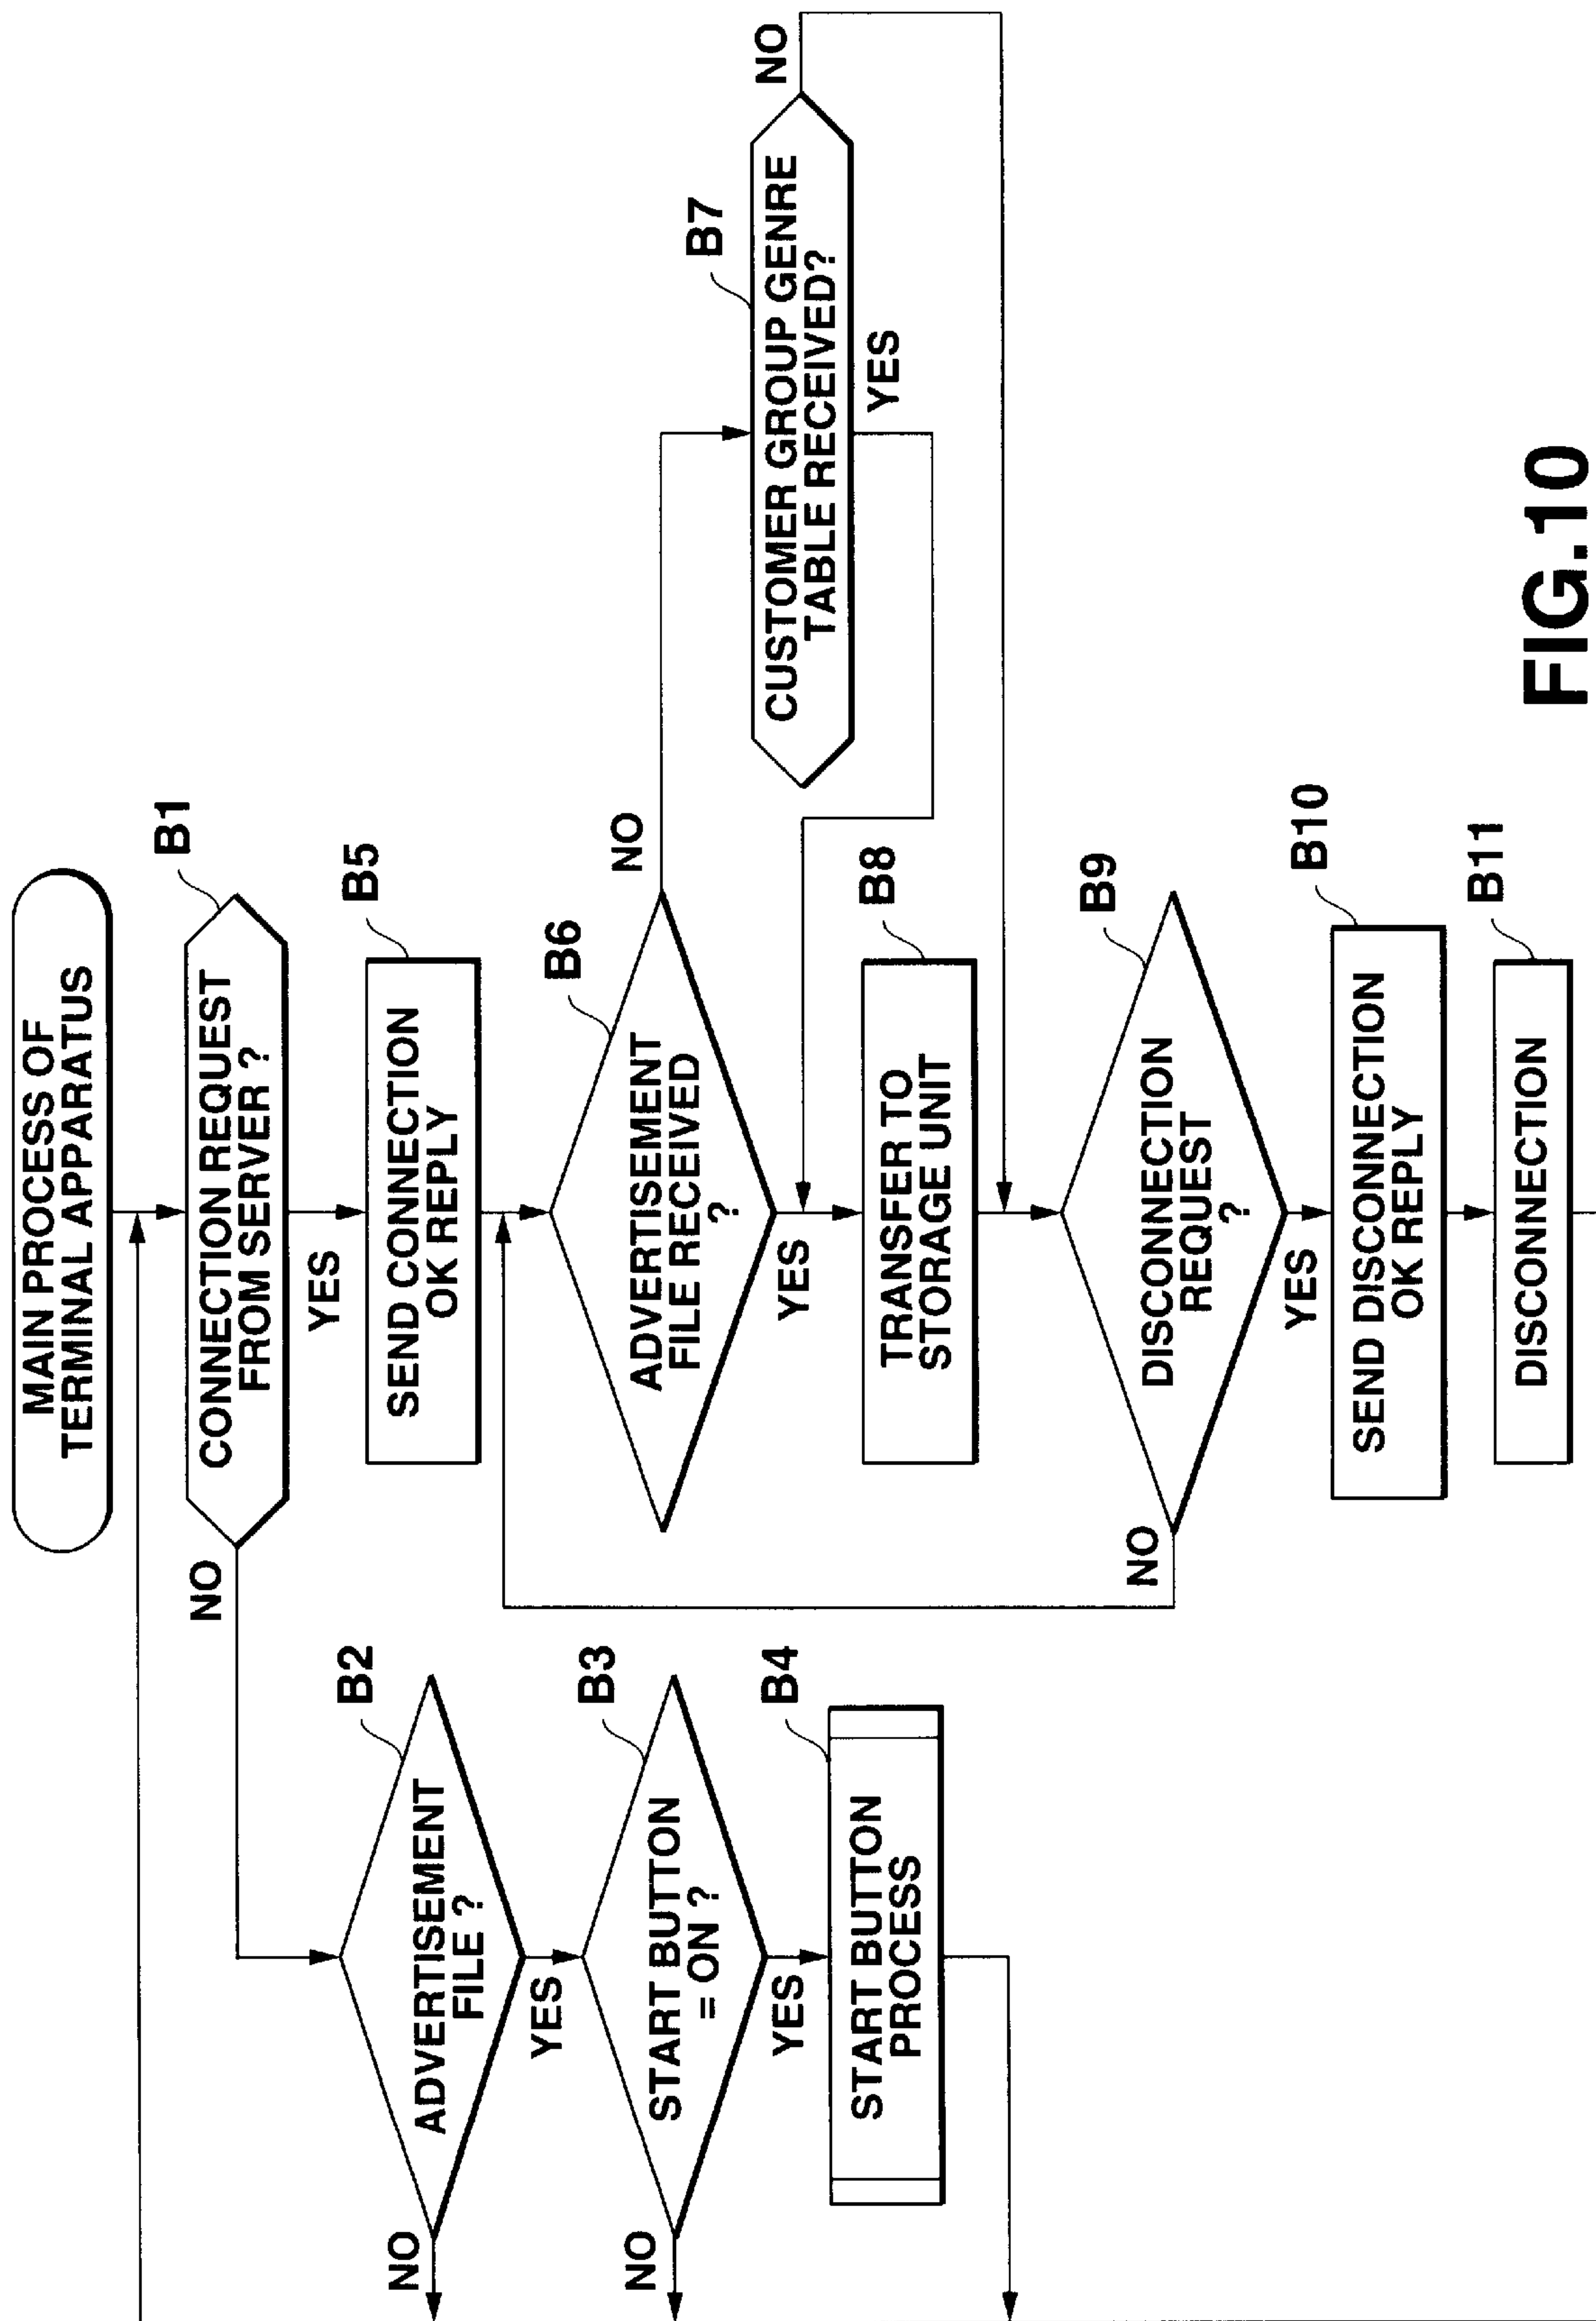 MAIN PROCESS OF
TERMINAL APPARATUS
B1
CONNECTION REQUEST
FROM SERVER ?
NO
YES
B2
ADVERTISEMENT
FILE ?
NO
YES
B3
START BUTTON
= ON ?
NO
YES
B4
START BUTTON
PROCESS
B5
SEND CONNECTION
OK REPLY
B6
ADVERTISEMENT
FILE RECEIVED
?
NO
YES
B7
CUSTOMER GROUP GENRE
TABLE RECEIVED?
NO
YES
B8
TRANSFER TO
STORAGE UNIT
B9
DISCONNECTION
REQUEST
?
NO
YES
B10
SEND DISCONNECTION
OK REPLY
B11
DISCONNECTION
FIG.10